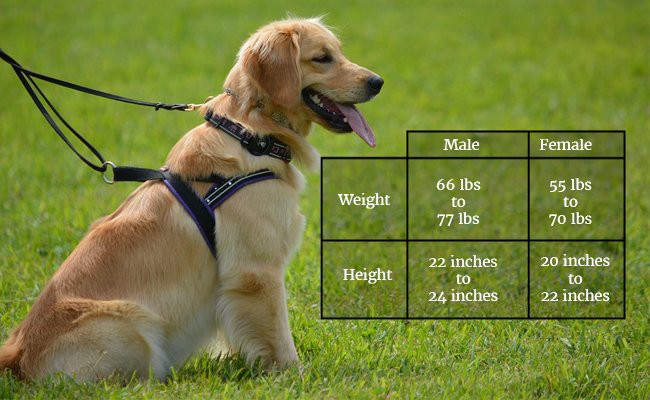 Male Female
Weight
66 lbs
to
77 lbs
55 lbs
to
70 lbs
Height
22 inches
to
24 inches
20 inches
to
22 inches